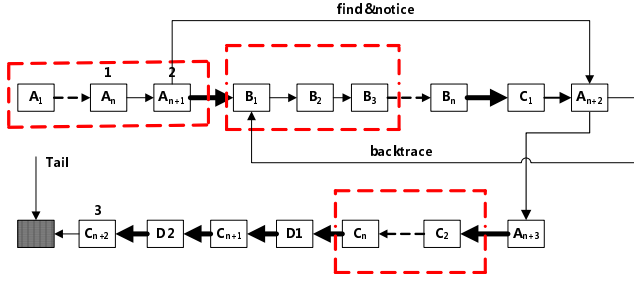 find&notice
1 2
A1 An An+1 B1 B2 B3 Bn C1 An+2
backtrace
Tail
3
Cn+2 D2 Cn+1 D1 Cn C2 An+3